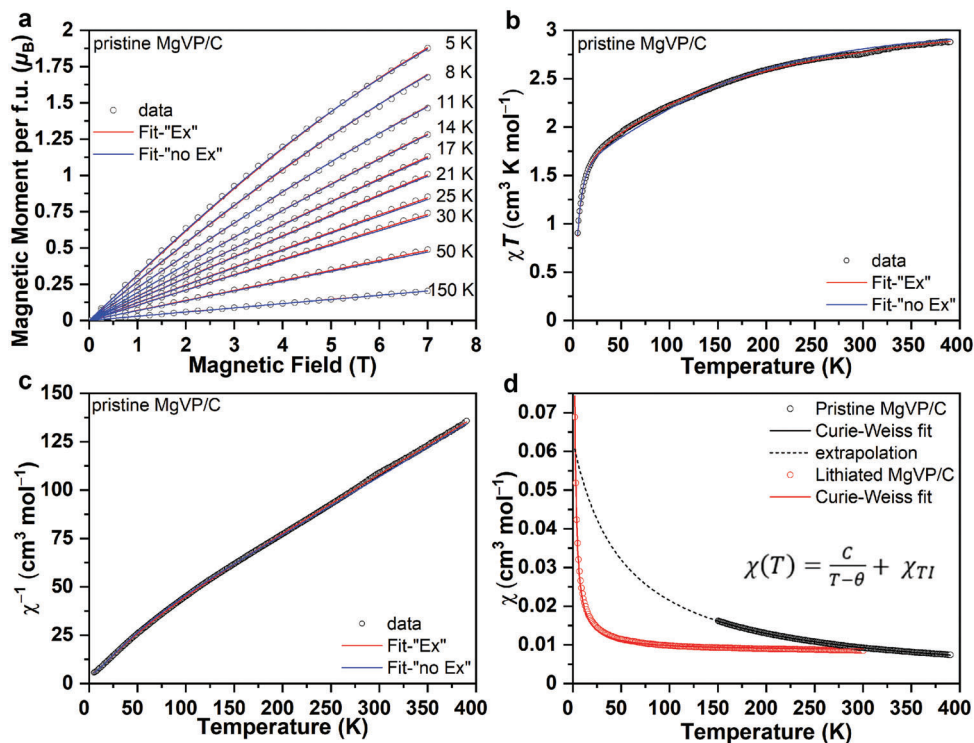 a
pristine MgVP/C
data
Fit-"Ex"
Fit-"no Ex"
5 K
8 K
11 K
14 K
17 K
21 K
25 K
30 K
50 K
150 K
Magnetic Moment per f.u. (μB)
2
1.75
1.5
1.25
1
0.75
0.5
0.25
0
0 1 2 3 4 5 6 7 8
Magnetic Field (T)
b
pristine MgVP/C
data
Fit-"Ex"
Fit-"no Ex"
χT (cm³ K mol⁻¹)
3
2.5
2
1.5
1
0.5
0
0 50 100 150 200 250 300 350 400
Temperature (K)
c
pristine MgVP/C
data
Fit-"Ex"
Fit-"no Ex"
χ⁻¹ (cm³ mol⁻¹)
150
125
100
75
50
25
0
0 50 100 150 200 250 300 350 400
Temperature (K)
d
Pristine MgVP/C
Curie-Weiss fit
extrapolation
Lithiated MgVP/C
Curie-Weiss fit
χ(T) = C/(T−θ) + χTI
χ (cm³ mol⁻¹)
0.07
0.06
0.05
0.04
0.03
0.02
0.01
0
0 50 100 150 200 250 300 350 400
Temperature (K)